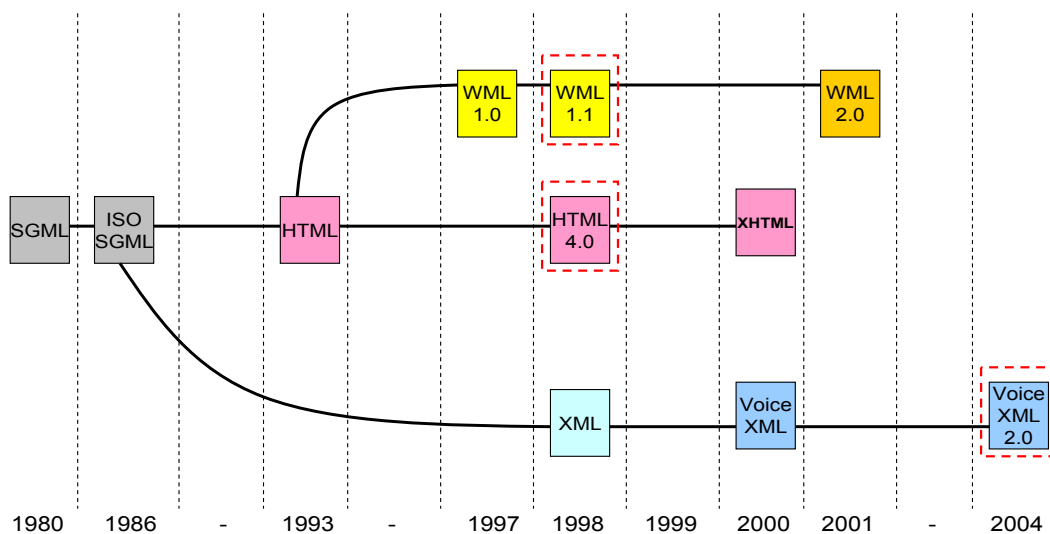 WML
1.0
WML
1.1
WML
2.0
SGML
ISO
SGML
HTML
HTML
4.0
XHTML
XML
Voice
XML
Voice
XML
2.0
1980 1986 - 1993 - 1997 1998 1999 2000 2001 - 2004